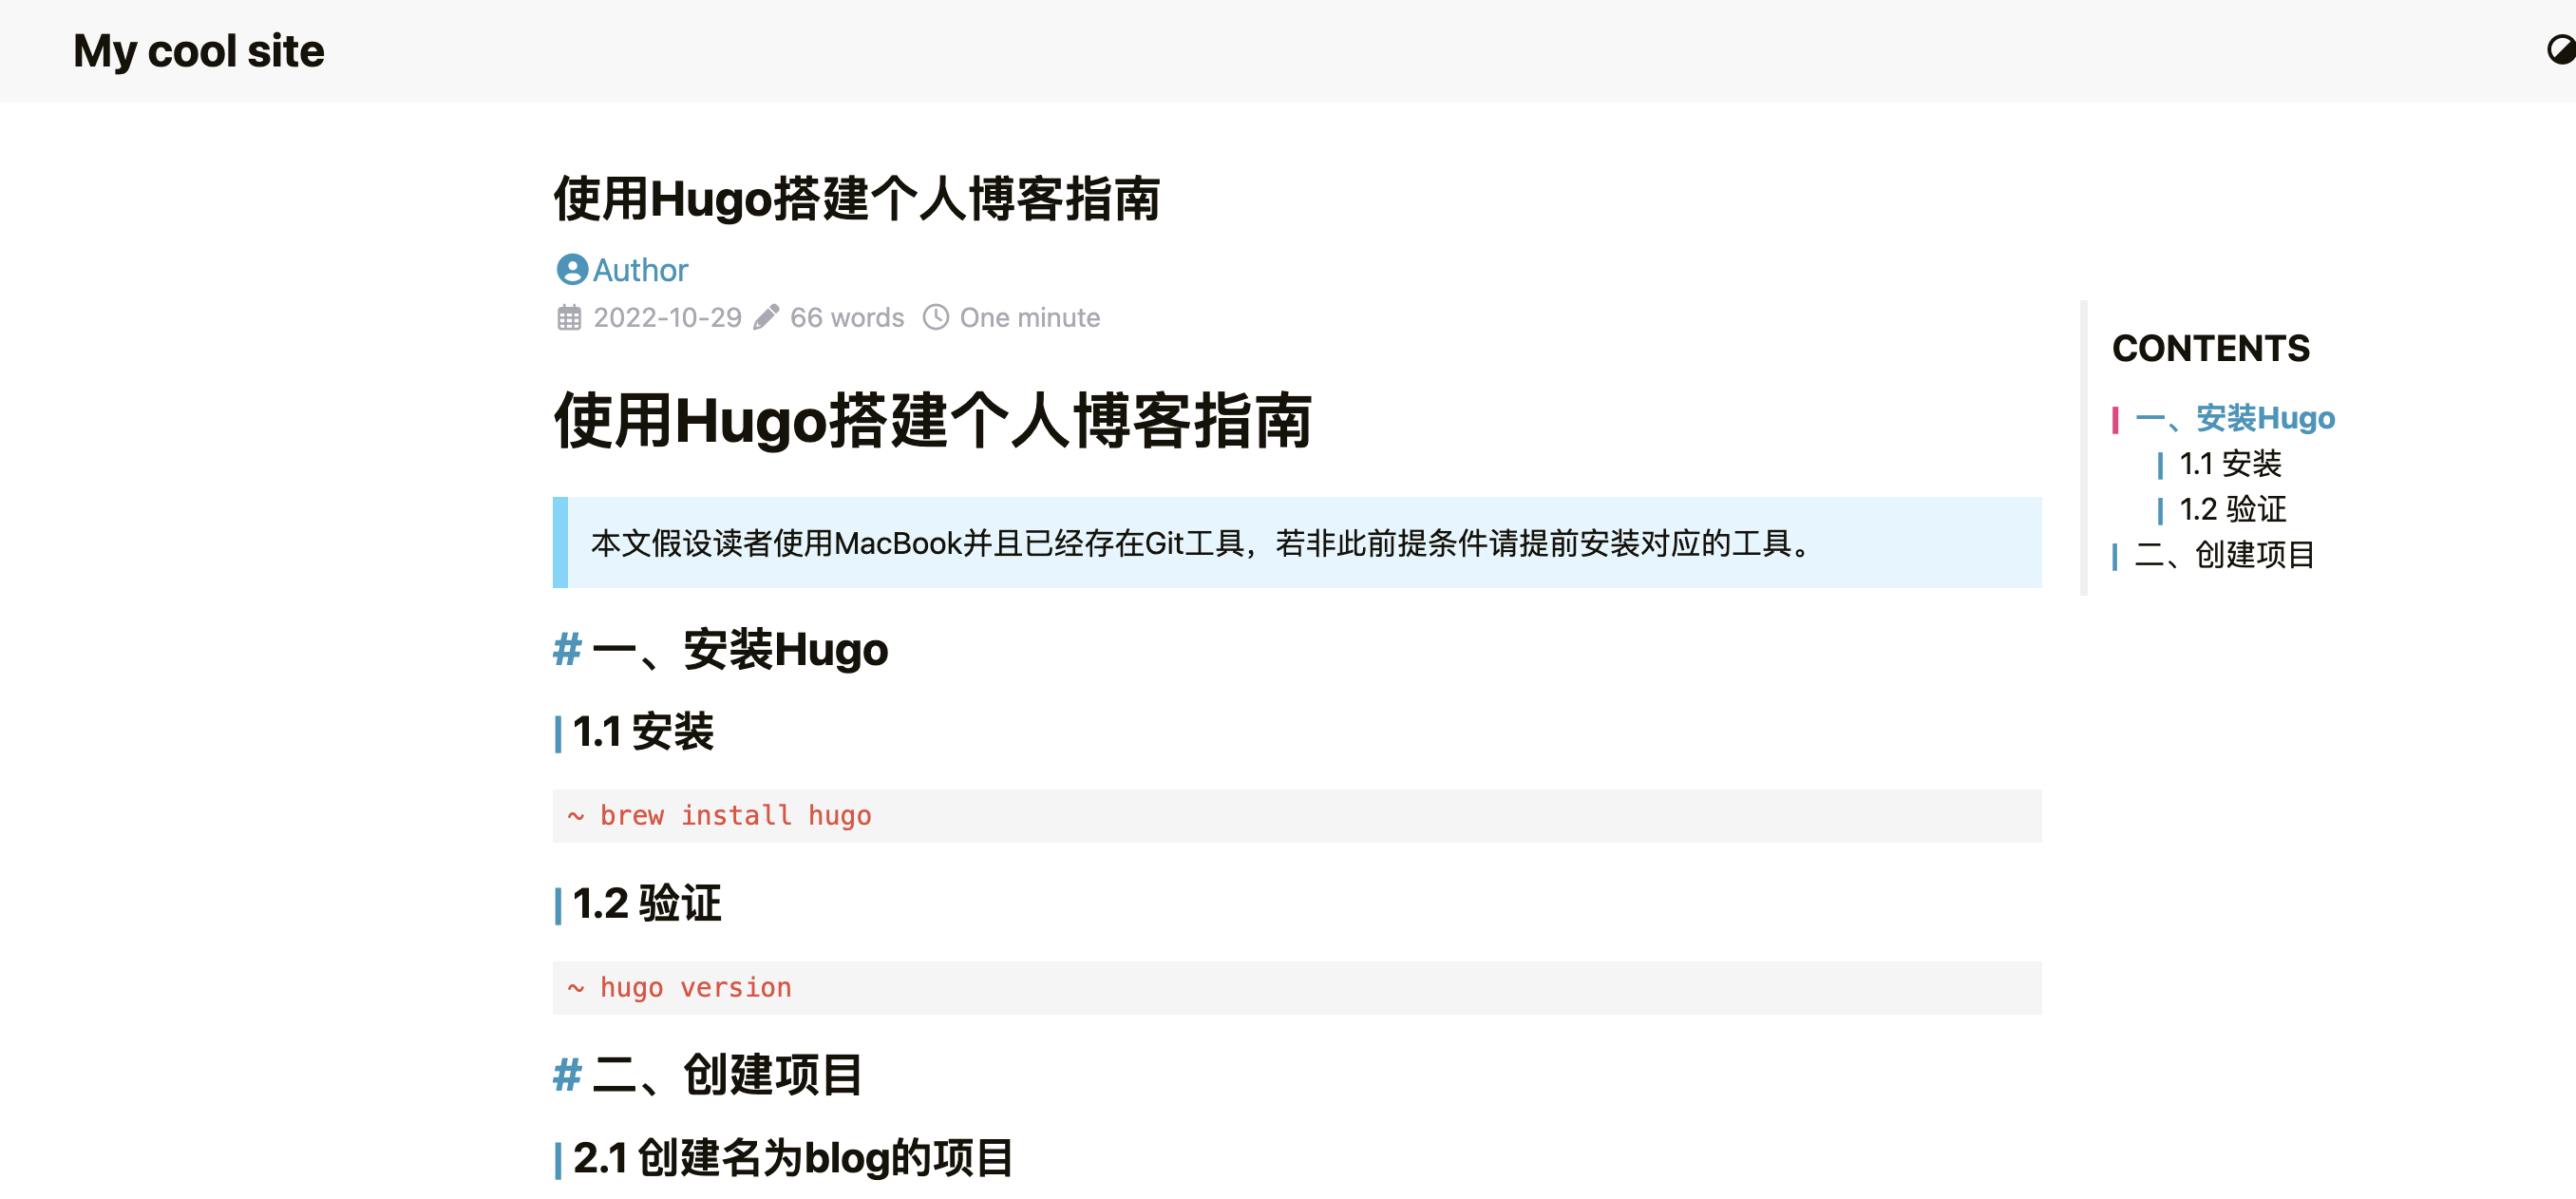 My cool site
使用Hugo搭建个人博客指南
Author
2022-10-29 66 words One minute
使用Hugo搭建个人博客指南
本文假设读者使用MacBook并且已经存在Git工具，若非此前提条件请提前安装对应的工具。
# 一、安装Hugo
1.1 安装
~ brew install hugo
1.2 验证
~ hugo version
# 二、创建项目
2.1 创建名为blog的项目
CONTENTS
一、安装Hugo
1.1 安装
1.2 验证
二、创建项目